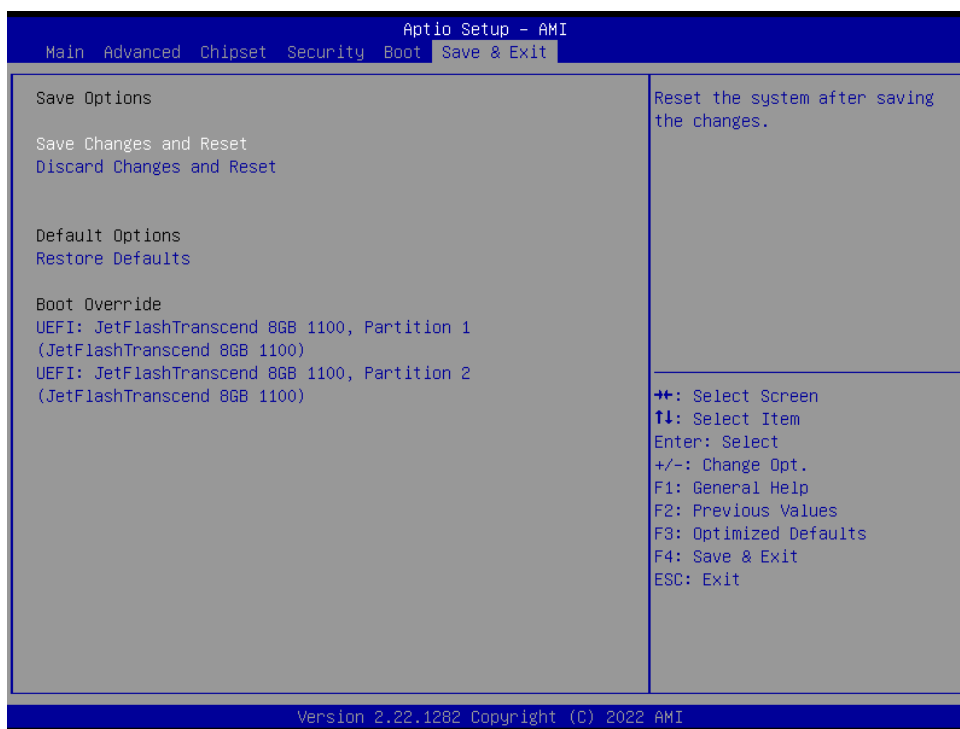 Aptio Setup – AMI
Main Advanced Chipset Security Boot Save & Exit
Save Options
Save Changes and Reset
Discard Changes and Reset
Default Options
Restore Defaults
Boot Override
UEFI: JetFlashTranscend 8GB 1100, Partition 1
(JetFlashTranscend 8GB 1100)
UEFI: JetFlashTranscend 8GB 1100, Partition 2
(JetFlashTranscend 8GB 1100)
Reset the system after saving
the changes.
→←: Select Screen
↑↓: Select Item
Enter: Select
+/-: Change Opt.
F1: General Help
F2: Previous Values
F3: Optimized Defaults
F4: Save & Exit
ESC: Exit
Version 2.22.1282 Copyright (C) 2022 AMI